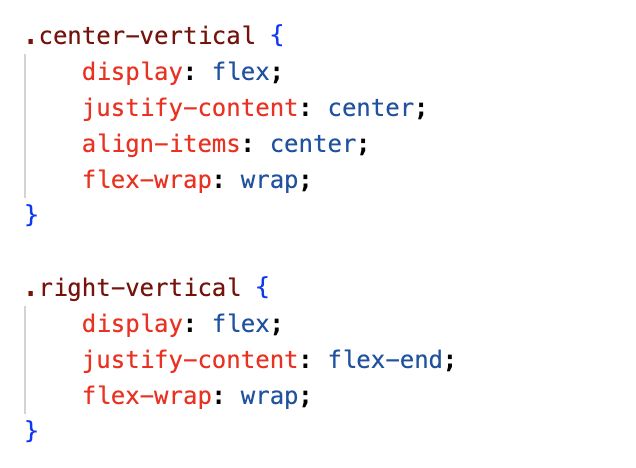 .center-vertical {
    display: flex;
    justify-content: center;
    align-items: center;
    flex-wrap: wrap;
}

.right-vertical {
    display: flex;
    justify-content: flex-end;
    flex-wrap: wrap;
}